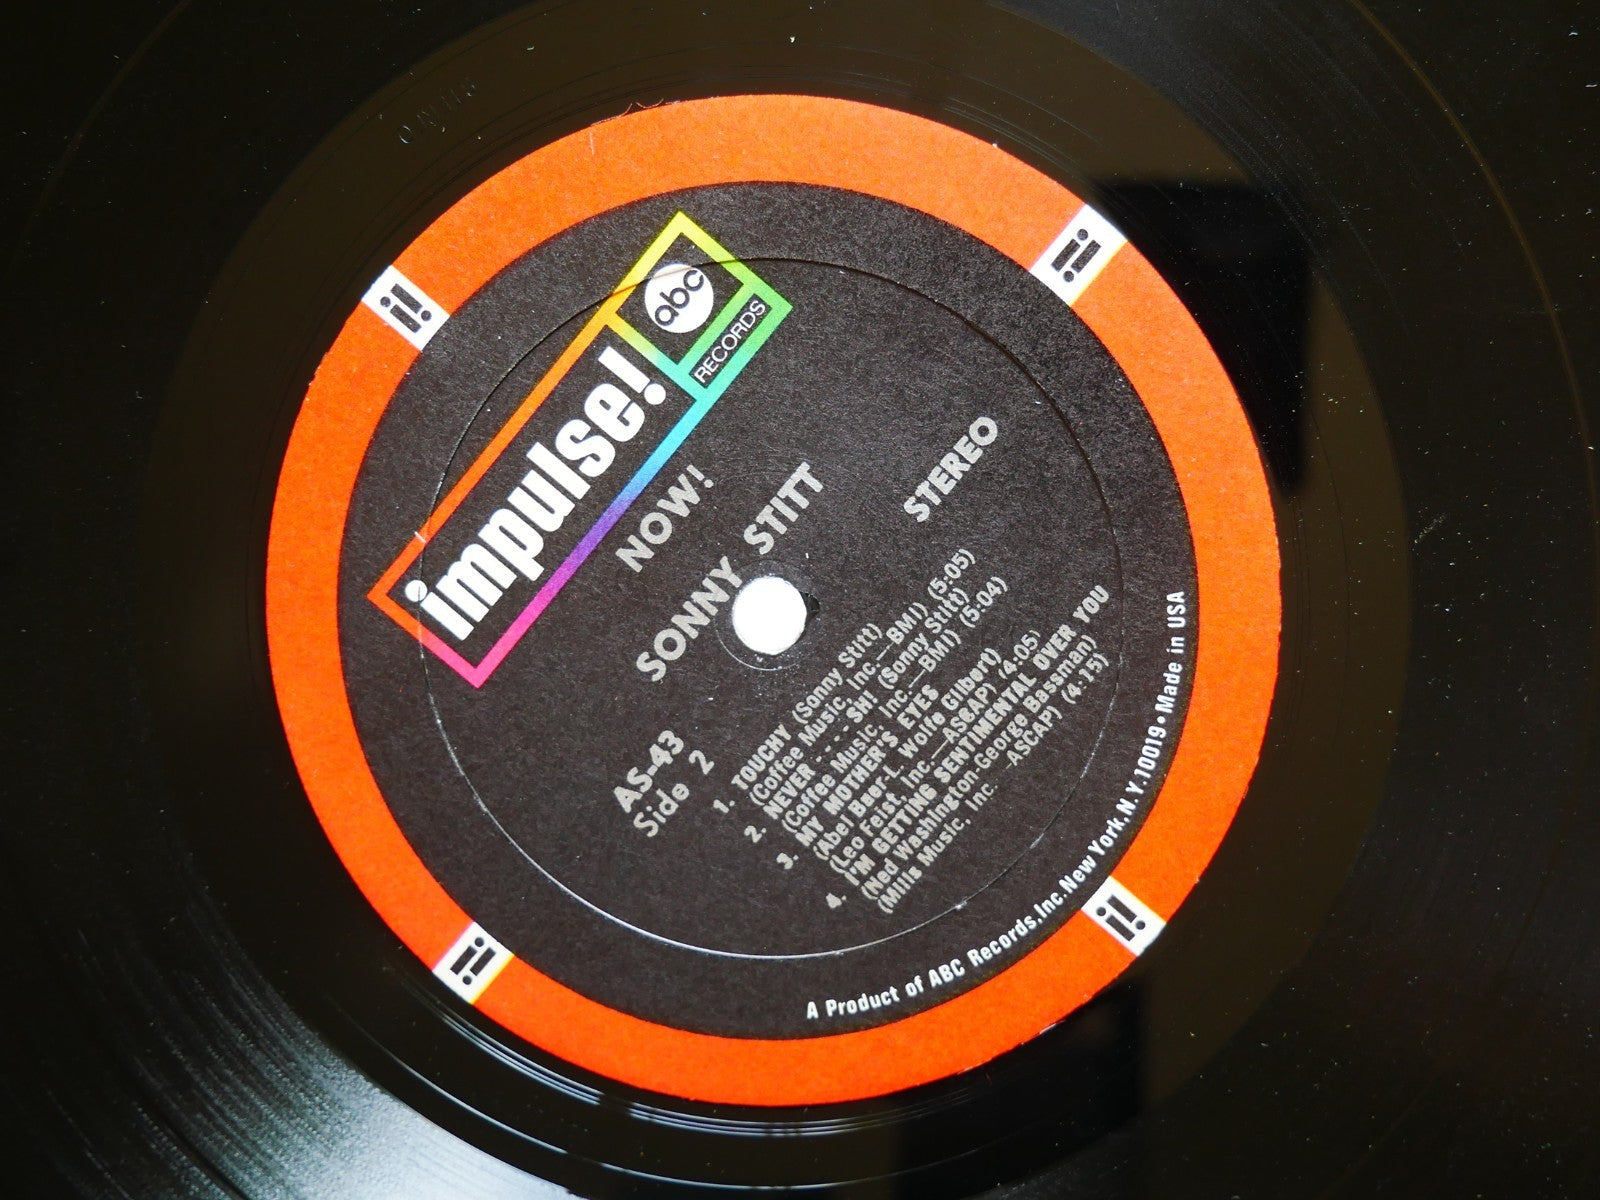 impulse!
abc
RECORDS
NOW!
SONNY STITT
STEREO
AS-43
Side 2
1. TOUCHY (Sonny Stitt)
(Coffee Music, Inc.—BMI) (5:05)
2. NEVER - - - - SH! (Sonny Stitt)
(Coffee Music, Inc.—BMI) (5:04)
3. MY MOTHER'S EYES
(Abel Baer-L. Wolfe Gilbert)
(Leo Feist, Inc.—ASCAP) (4:05)
4. I'M GETTING SENTIMENTAL OVER YOU
(Ned Washington-George Bassman)
(Mills Music, Inc. ASCAP) (4:15)
A Product of ABC Records,Inc.New York,N.Y.10019•Made in USA
i!
i!
i!
i!